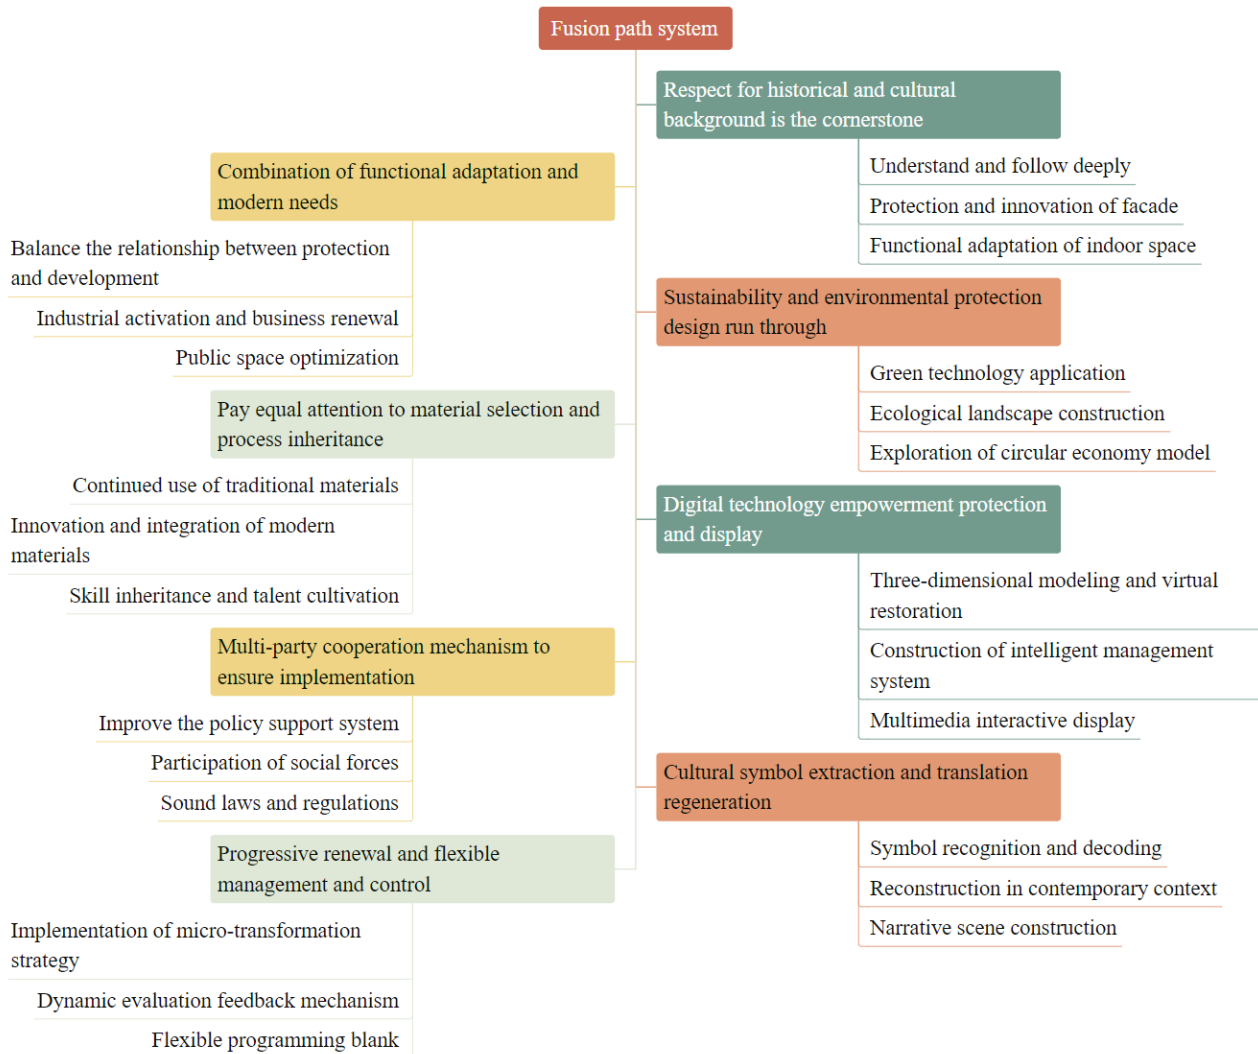 Fusion path system
Respect for historical and cultural
background is the cornerstone
Understand and follow deeply
Protection and innovation of facade
Functional adaptation of indoor space
Combination of functional adaptation and
modern needs
Balance the relationship between protection
and development
Industrial activation and business renewal
Public space optimization
Sustainability and environmental protection
design run through
Green technology application
Ecological landscape construction
Exploration of circular economy model
Pay equal attention to material selection and
process inheritance
Continued use of traditional materials
Innovation and integration of modern
materials
Skill inheritance and talent cultivation
Digital technology empowerment protection
and display
Three-dimensional modeling and virtual
restoration
Construction of intelligent management
system
Multimedia interactive display
Multi-party cooperation mechanism to
ensure implementation
Improve the policy support system
Participation of social forces
Sound laws and regulations
Cultural symbol extraction and translation
regeneration
Symbol recognition and decoding
Reconstruction in contemporary context
Narrative scene construction
Progressive renewal and flexible
management and control
Implementation of micro-transformation
strategy
Dynamic evaluation feedback mechanism
Flexible programming blank